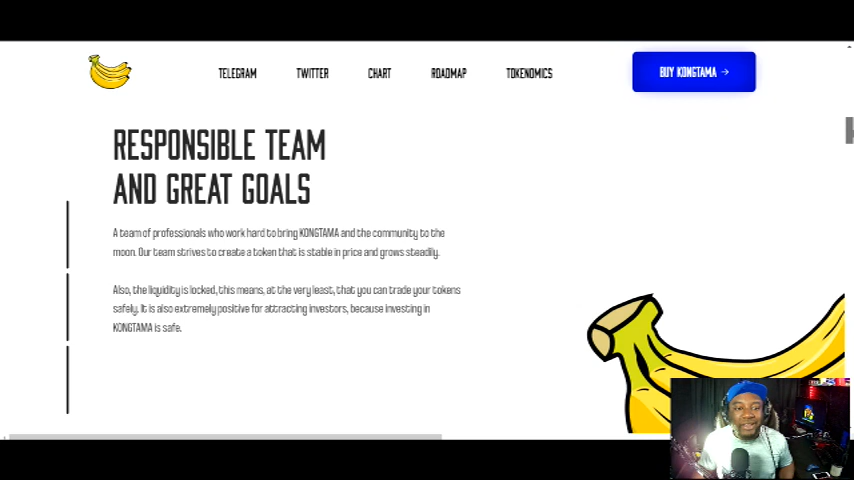 TELEGRAM TWITTER CHART ROADMAP TOKENOMICS BUY KONGTAMA →
RESPONSIBLE TEAM
AND GREAT GOALS
A team of professionals who work hard to bring KONGTAMA and the community to the
moon. Our team strives to create a token that is stable in price and grows steadily.
Also, the liquidity is locked, this means, at the very least, that you can trade your tokens
safely. It is also extremely positive for attracting investors, because investing in
KONGTAMA is safe.